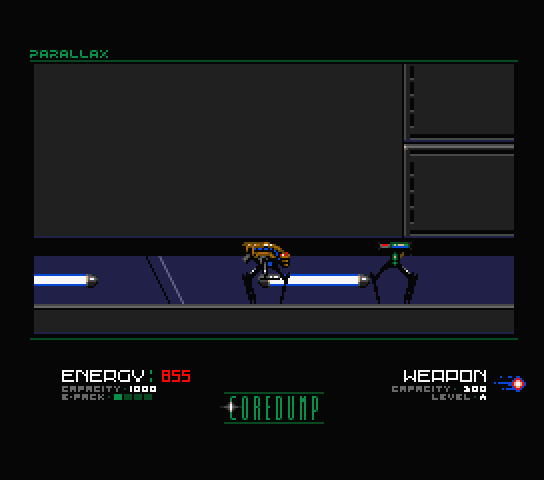 PARALLAX
ENERGY: 855
CAPACITY· 1000
E-PACK·
WEAPON
CAPACITY· 300
LEVEL· A
COREDUMP